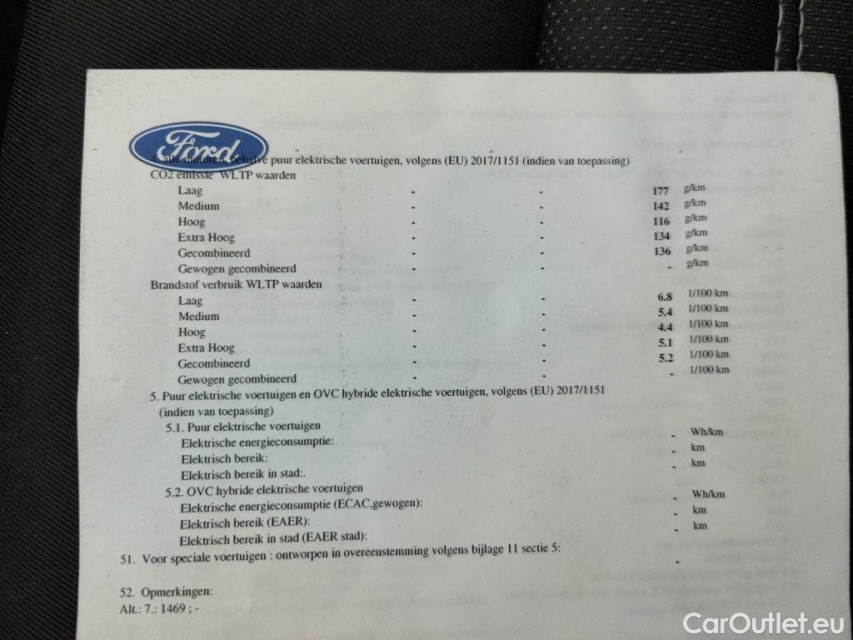 Ford
4. alle motoren, behalve puur elektrische voertuigen, volgens (EU) 2017/1151 (indien van toepassing)
CO2 emissie WLTP waarden
Laag - - 177 g/km
Medium - - 142 g/km
Hoog - - 116 g/km
Extra Hoog - - 134 g/km
Gecombineerd - - 136 g/km
Gewogen gecombineerd - - - g/km
Brandstof verbruik WLTP waarden
Laag - - 6.8 l/100 km
Medium - - 5.4 l/100 km
Hoog - - 4.4 l/100 km
Extra Hoog - - 5.1 l/100 km
Gecombineerd - - 5.2 l/100 km
Gewogen gecombineerd - - - l/100 km
5. Puur elektrische voertuigen en OVC hybride elektrische voertuigen, volgens (EU) 2017/1151
(indien van toepassing)
5.1. Puur elektrische voertuigen
Elektrische energieconsumptie: - Wh/km
Elektrisch bereik: - km
Elektrisch bereik in stad:. - km
5.2. OVC hybride elektrische voertuigen
Elektrische energieconsumptie (ECAC,gewogen): - Wh/km
Elektrisch bereik (EAER): - km
Elektrisch bereik in stad (EAER stad): - km
51. Voor speciale voertuigen : ontworpen in overeenstemming volgens bijlage 11 sectie 5: -
52. Opmerkingen:
Alt.: 7.: 1469 ; -
CarOutlet.eu